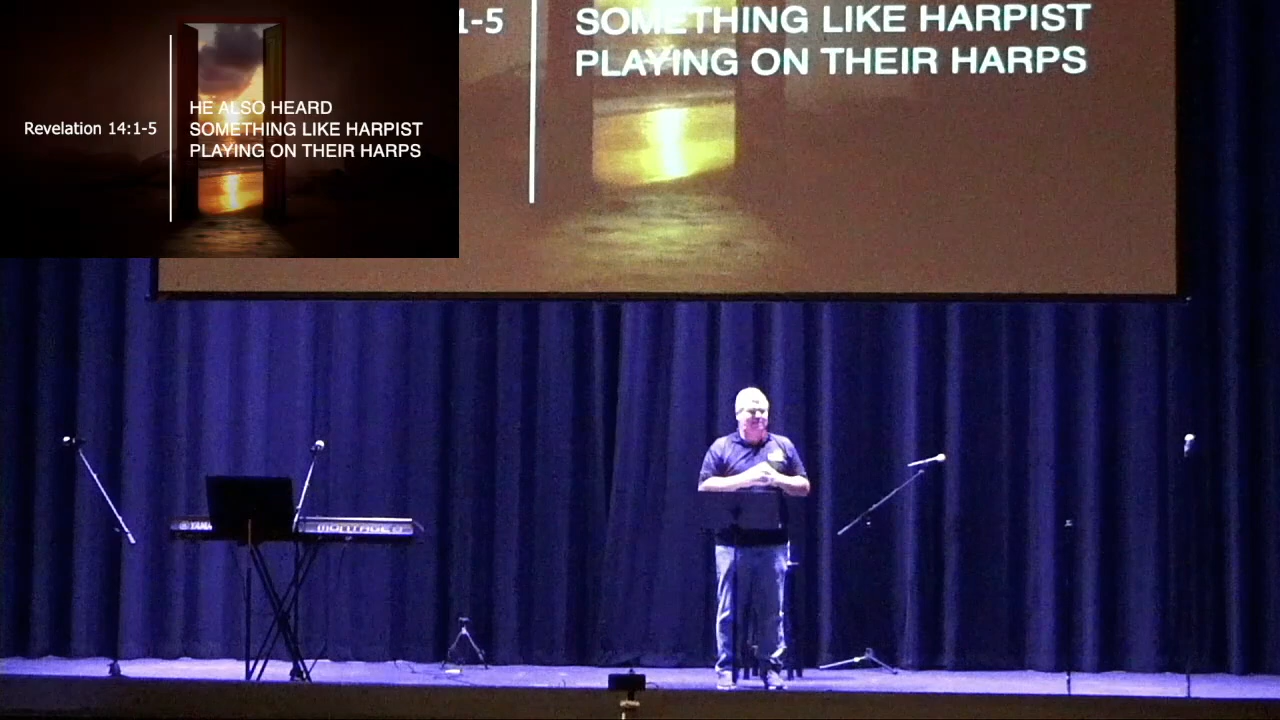 Revelation 14:1-5
HE ALSO HEARD
SOMETHING LIKE HARPIST
PLAYING ON THEIR HARPS
1-5
SOMETHING LIKE HARPIST
PLAYING ON THEIR HARPS
YAMA
MONTAGE